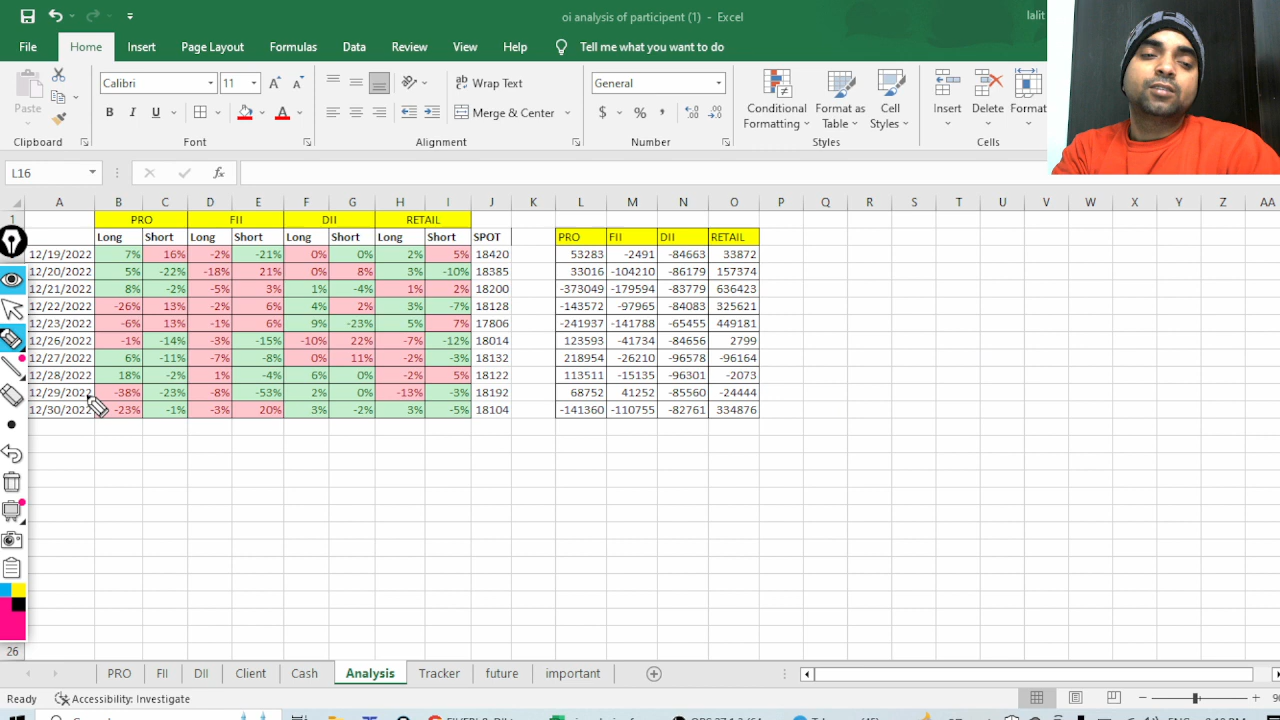 oi analysis of participent (1) - Excel
lalit
File Home Insert Page Layout Formulas Data Review View Help Tell me what you want to do
Calibri 11 Wrap Text General
Paste B I U Merge & Center $ % Conditional Formatting Format as Table Cell Styles Insert Delete Format
Clipboard Font Alignment Number Styles Cells
L16 fx
A B C D E F G H I J K L M N O P Q R S T U V W X Y Z AA
1 PRO FII DII RETAIL
Long Short Long Short Long Short Long Short SPOT PRO FII DII RETAIL
12/19/2022 7% 16% -2% -21% 0% 0% 2% 5% 18420 53283 -2491 -84663 33872
12/20/2022 5% -22% -18% 21% 0% 8% 3% -10% 18385 33016 -104210 -86179 157374
12/21/2022 8% -2% -5% 3% 1% -4% 1% 2% 18200 -373049 -179594 -83779 636423
12/22/2022 -26% 13% -2% 6% 4% 2% 3% -7% 18128 -143572 -97965 -84083 325621
12/23/2022 -6% 13% -1% 6% 9% -23% 5% 7% 17806 -241937 -141788 -65455 449181
12/26/2022 -1% -14% -3% -15% -10% 22% -7% -12% 18014 123593 -41734 -84656 2799
12/27/2022 6% -11% -7% -8% 0% 11% -2% -3% 18132 218954 -26210 -96578 -96164
12/28/2022 18% -2% 1% -4% 6% 0% -2% 5% 18122 113511 -15135 -96301 -2073
12/29/2022 -38% -23% -8% -53% 2% 0% -13% -3% 18192 68752 41252 -85560 -24444
12/30/2022 -23% -1% -3% 20% 3% -2% 3% -5% 18104 -141360 -110755 -82761 334876
26
PRO FII DII Client Cash Analysis Tracker future important
Ready Accessibility: Investigate